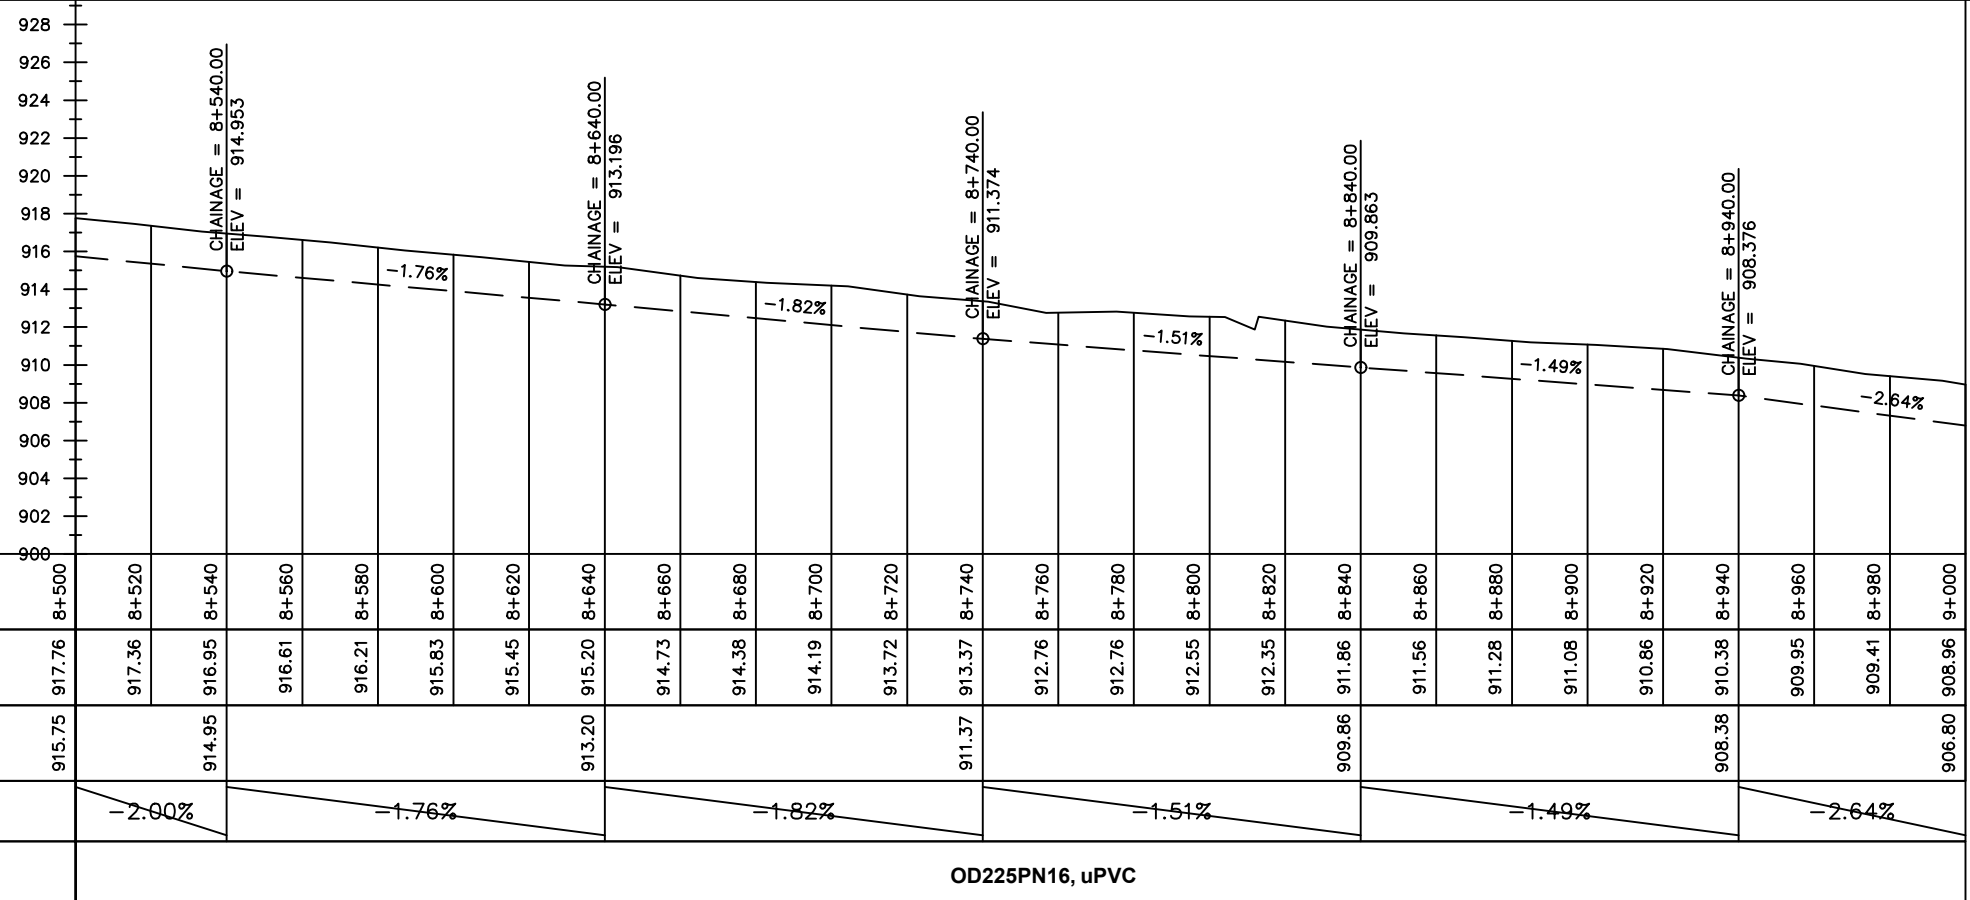 928
926
924
922
920
918
916
914
912
910
908
906
904
902
900
CHAINAGE = 8+540.00
ELEV = 914.953
CHAINAGE = 8+640.00
ELEV = 913.196
CHAINAGE = 8+740.00
ELEV = 911.374
CHAINAGE = 8+840.00
ELEV = 909.863
CHAINAGE = 8+940.00
ELEV = 908.376
-1.76%
-1.82%
-1.51%
-1.49%
-2.64%
8+500 8+520 8+540 8+560 8+580 8+600 8+620 8+640 8+660 8+680 8+700 8+720 8+740 8+760 8+780 8+800 8+820 8+840 8+860 8+880 8+900 8+920 8+940 8+960 8+980 9+000
917.76 917.36 916.95 916.61 916.21 915.83 915.45 915.20 914.73 914.38 914.19 913.72 913.37 912.76 912.76 912.55 912.35 911.86 911.56 911.28 911.08 910.86 910.38 909.95 909.41 908.96
915.75 914.95 913.20 911.37 909.86 908.38 906.80
-2.00% -1.76% -1.82% -1.51% -1.49% -2.64%
OD225PN16, uPVC